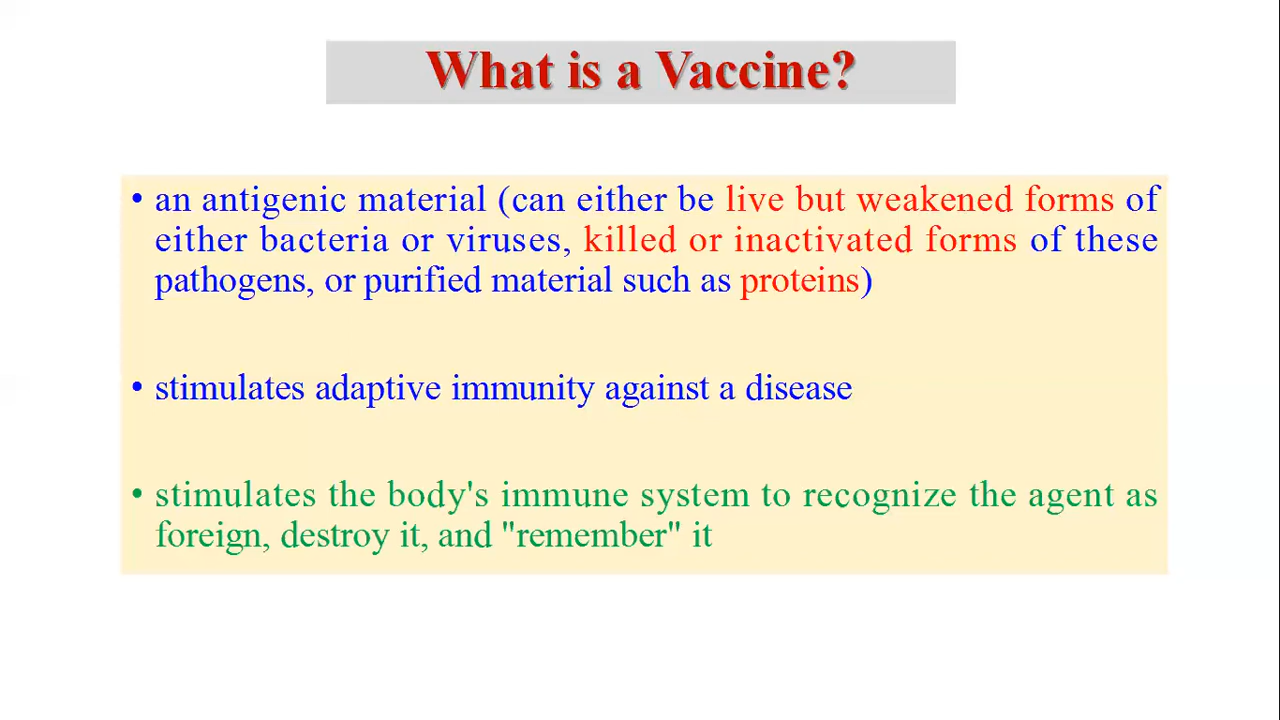 What is a Vaccine?
• an antigenic material (can either be live but weakened forms of
either bacteria or viruses, killed or inactivated forms of these
pathogens, or purified material such as proteins)
• stimulates adaptive immunity against a disease
• stimulates the body's immune system to recognize the agent as
foreign, destroy it, and "remember" it